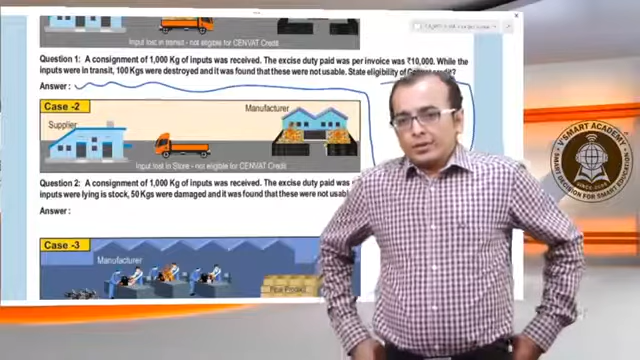 Input lost in transit - not eligible for CENVAT Credit
Question 1: A consignment of 1,000 Kg of inputs was received. The excise duty paid was per invoice was ₹10,000. While the
inputs were in transit, 100 Kgs were destroyed and it was found that these were not usable. State eligibility of credit?
Answer :
Case -2
Manufacturer
Supplier
Input lost in Store - not eligible for CENVAT Credit
Question 2: A consignment of 1,000 Kg of inputs was received. The excise duty paid was
inputs were lying is stock, 50 Kgs were damaged and it was found that these were not usable
Answer :
Case -3
Manufacturer
V'SMART ACADEMY
SMART DECISION FOR SMART EDUCATION